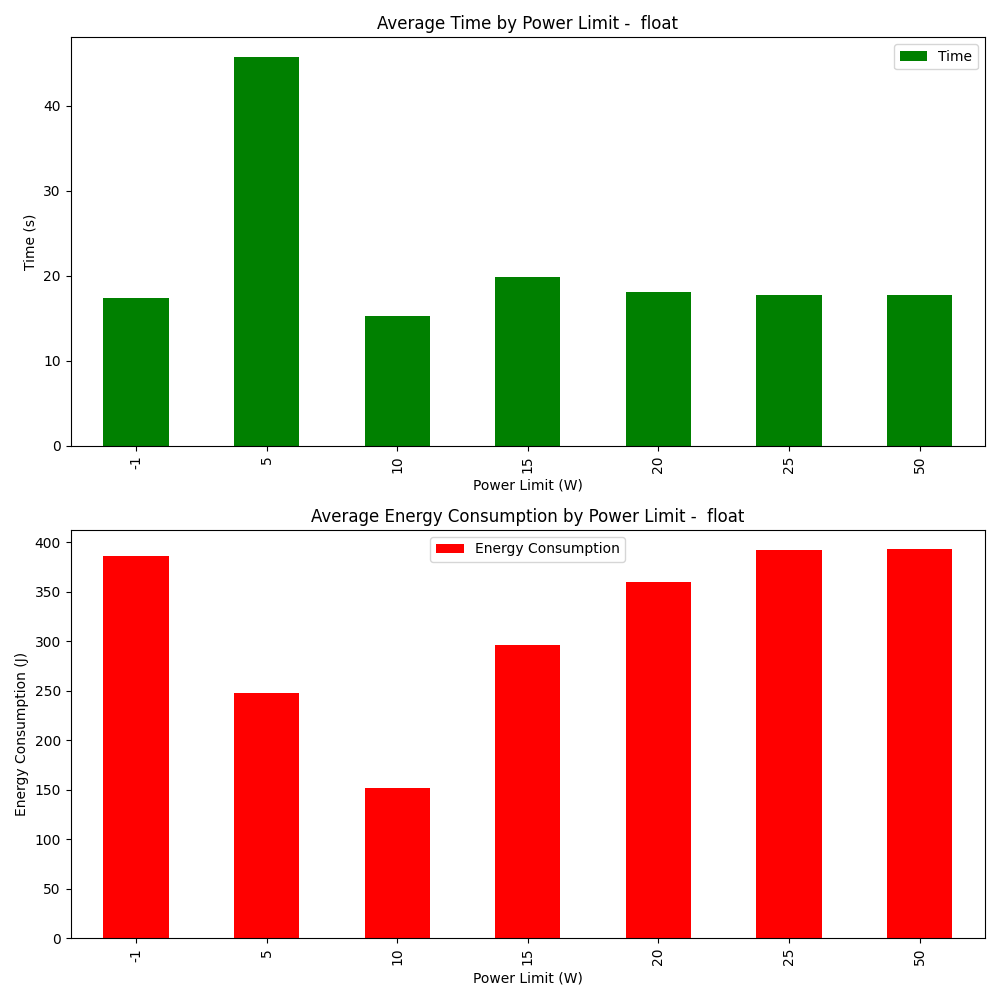 Average Time by Power Limit -  float
Time
Time (s)
40
30
20
10
0
-1 5 10 15 20 25 50
Power Limit (W)
Average Energy Consumption by Power Limit -  float
Energy Consumption
Energy Consumption (J)
400
350
300
250
200
150
100
50
0
-1 5 10 15 20 25 50
Power Limit (W)